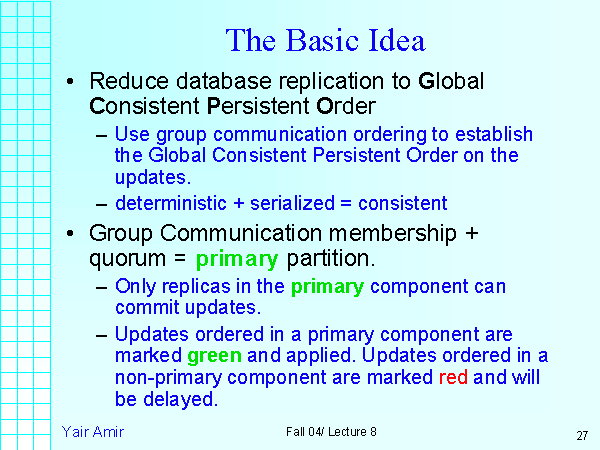 The Basic Idea
• Reduce database replication to Global
Consistent Persistent Order
– Use group communication ordering to establish
the Global Consistent Persistent Order on the
updates.
– deterministic + serialized = consistent
• Group Communication membership +
quorum = primary partition.
– Only replicas in the primary component can
commit updates.
– Updates ordered in a primary component are
marked green and applied. Updates ordered in a
non-primary component are marked red and will
be delayed.
Yair Amir
Fall 04/ Lecture 8
27